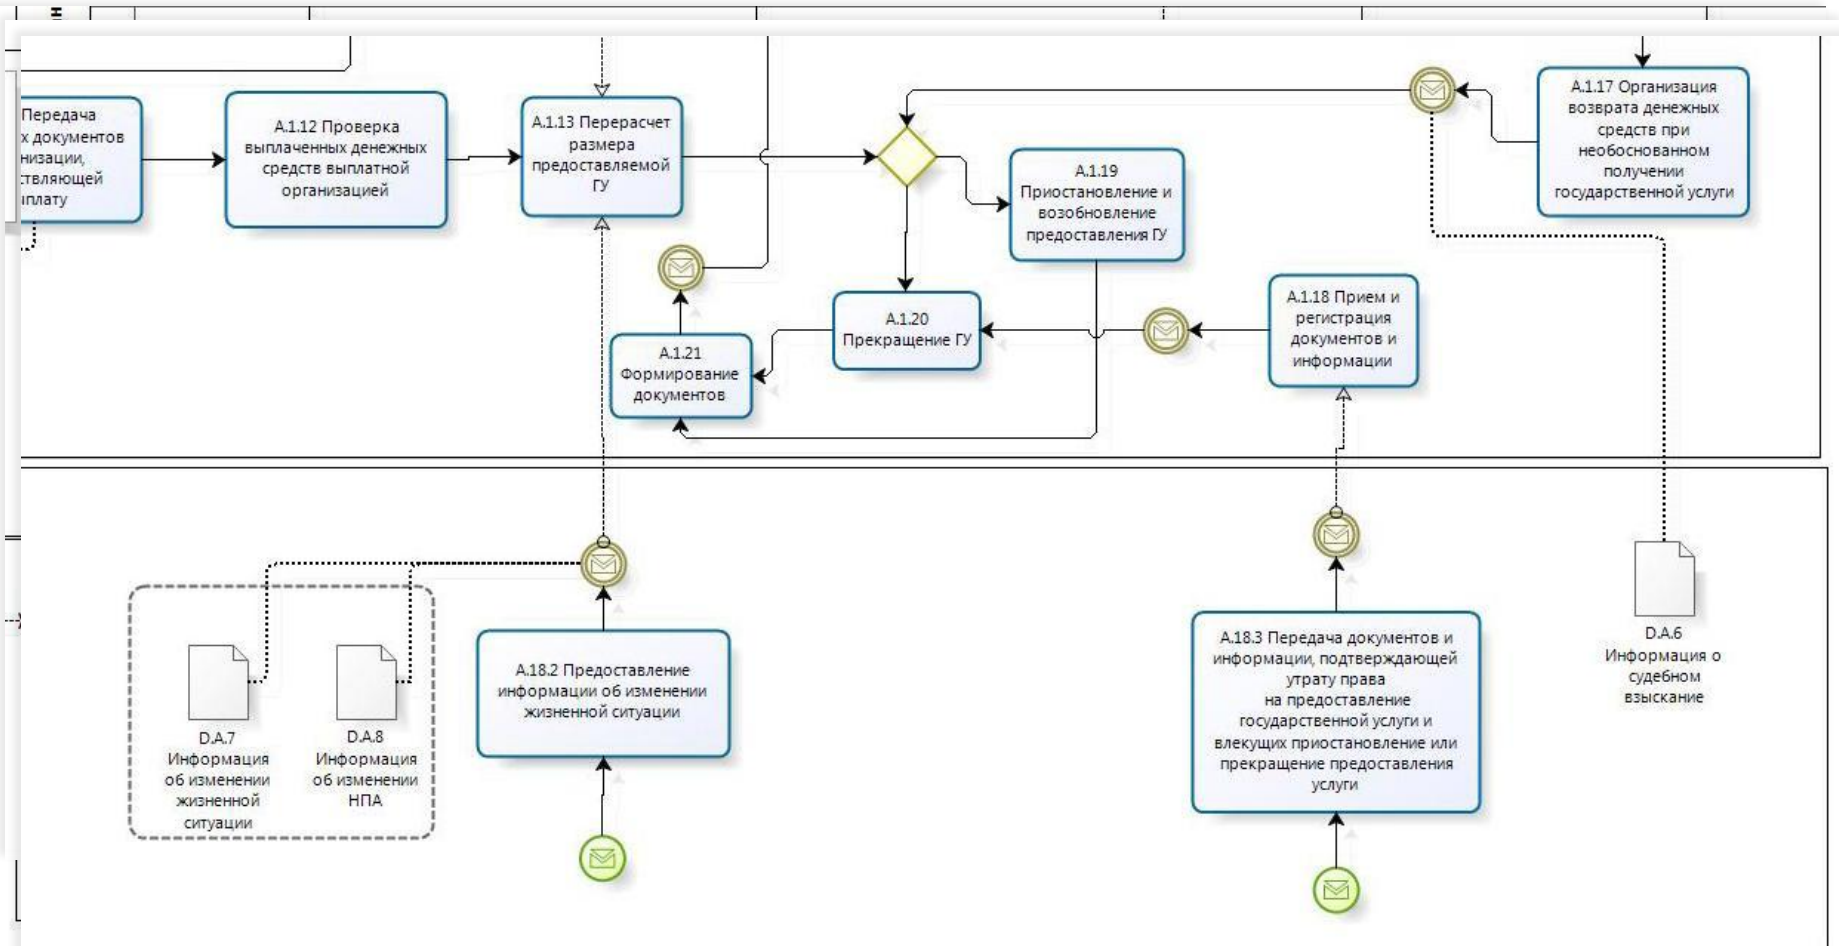 Н
Передача
х документов
низации,
ствляющей
плату
А.1.12 Проверка
выплаченных денежных
средств выплатной
организацией
А.1.13 Перерасчет
размера
предоставляемой
ГУ
А.1.17 Организация
возврата денежных
средств при
необоснованном
получении
государственной услуги
А.1.19
Приостановление и
возобновление
предоставления ГУ
А.1.18 Прием и
регистрация
документов и
информации
А.1.20
Прекращение ГУ
А.1.21
Формирование
документов
D.A.7
Информация
об изменении
жизненной
ситуации
D.A.8
Информация
об изменении
НПА
А.18.2 Предоставление
информации об изменении
жизненной ситуации
А.18.3 Передача документов и
информации, подтверждающей
утрату права
на предоставление
государственной услуги и
влекущих приостановление или
прекращение предоставления
услуги
D.A.6
Информация о
судебном
взыскание